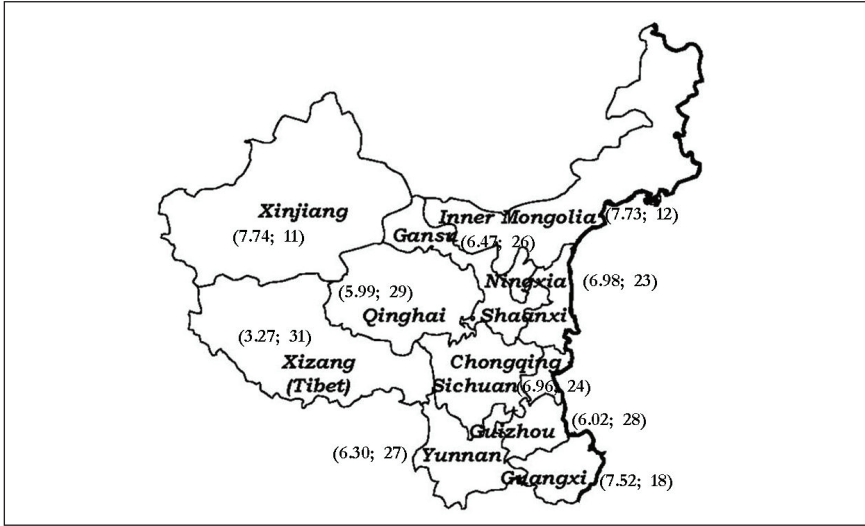 Xinjiang
(7.74; 11)
Inner Mongolia
(7.73; 12)
Gansu
(6.47; 26)
Ningxia
(6.98; 23)
(5.99; 29)
Qinghai
Shaanxi
(3.27; 31)
Xizang
(Tibet)
Chongqing
Sichuan
(6.96; 24)
(6.02; 28)
Guizhou
(6.30; 27)
Yunnan
Guangxi
(7.52; 18)